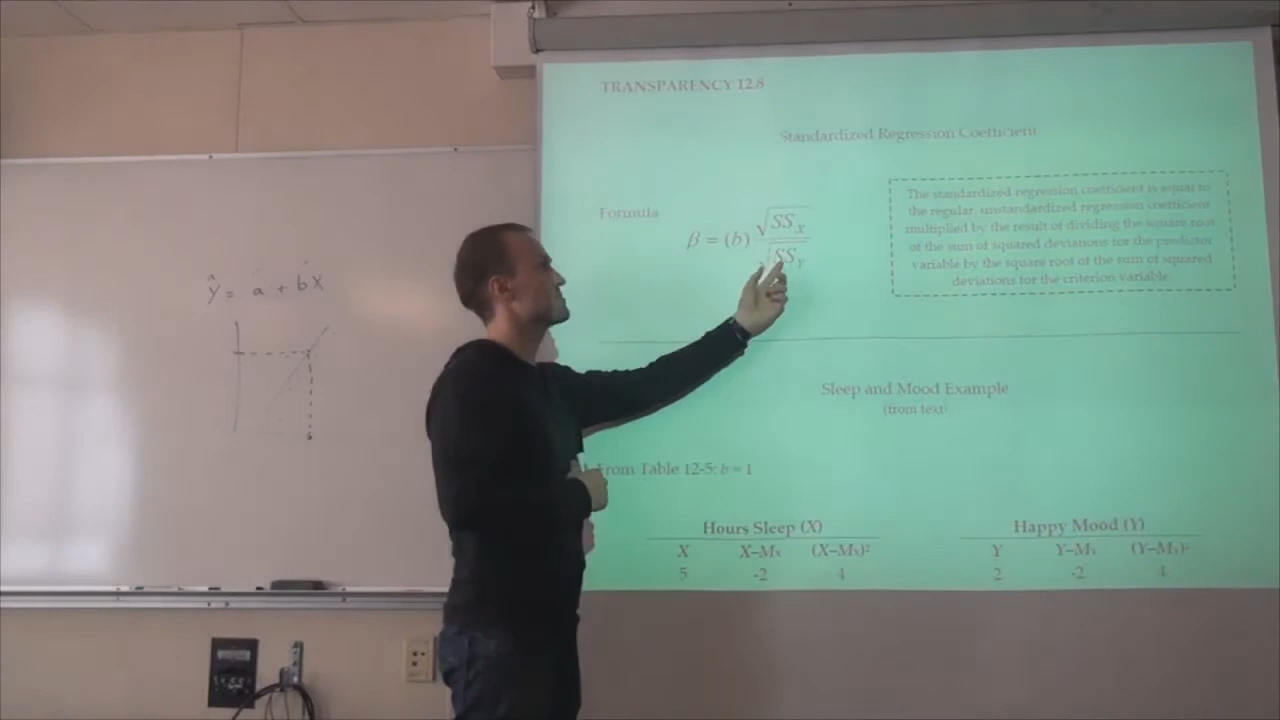 TRANSPARENCY 12.8
Standardized Regression Coefficient
Formula
β = (b) √SS_X / √SS_Y
The standardized regression coefficient is equal to
the regular, unstandardized regression coefficient
multiplied by the result of dividing the square root
of the sum of squared deviations for the predictor
variable by the square root of the sum of squared
deviations for the criterion variable.
Ŷ = a + bX
Sleep and Mood Example
(from text)
From Table 12-5: b = 1
Hours Sleep (X) Happy Mood (Y)
X X–Mx (X–Mx)² Y Y–My (Y–My)²
5 -2 4 2 -2 4